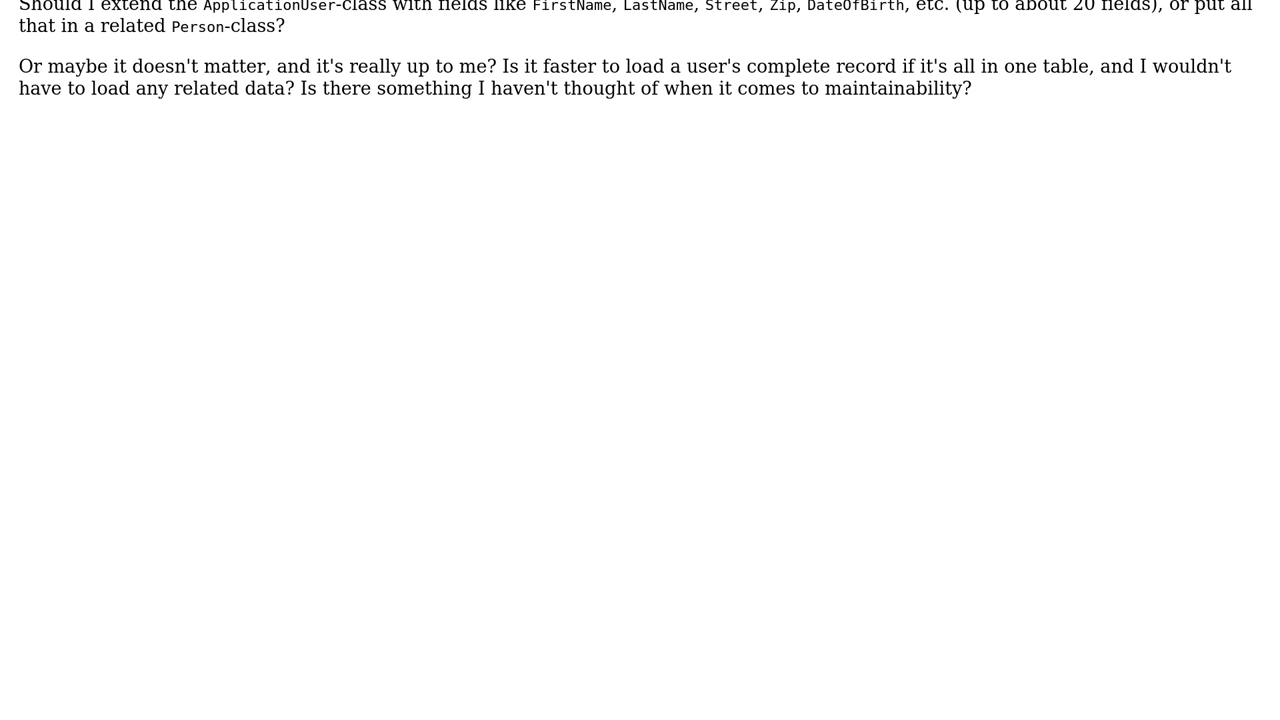 Should I extend the ApplicationUser-class with fields like FirstName, LastName, Street, Zip, DateOfBirth, etc. (up to about 20 fields), or put all
that in a related Person-class?
Or maybe it doesn't matter, and it's really up to me? Is it faster to load a user's complete record if it's all in one table, and I wouldn't
have to load any related data? Is there something I haven't thought of when it comes to maintainability?